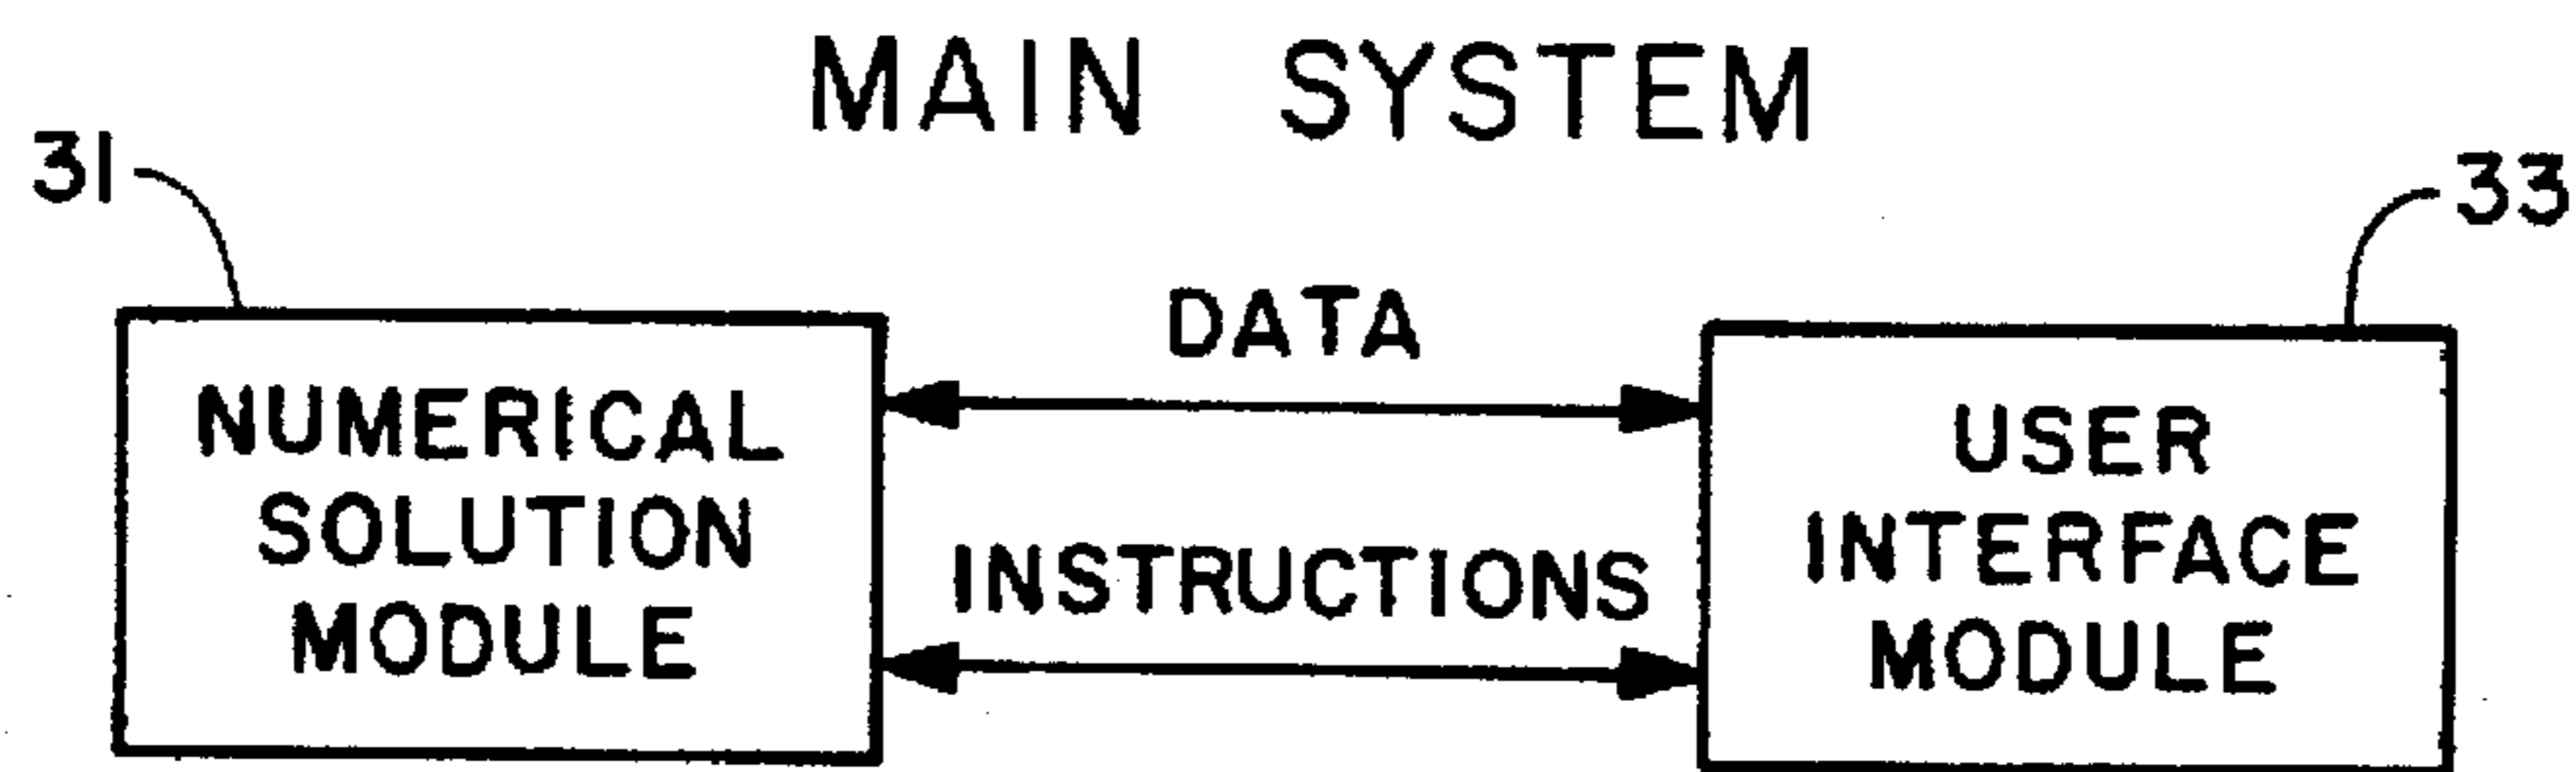 MAIN SYSTEM
31
33
DATA
NUMERICAL
SOLUTION
MODULE
INSTRUCTIONS
USER
INTERFACE
MODULE